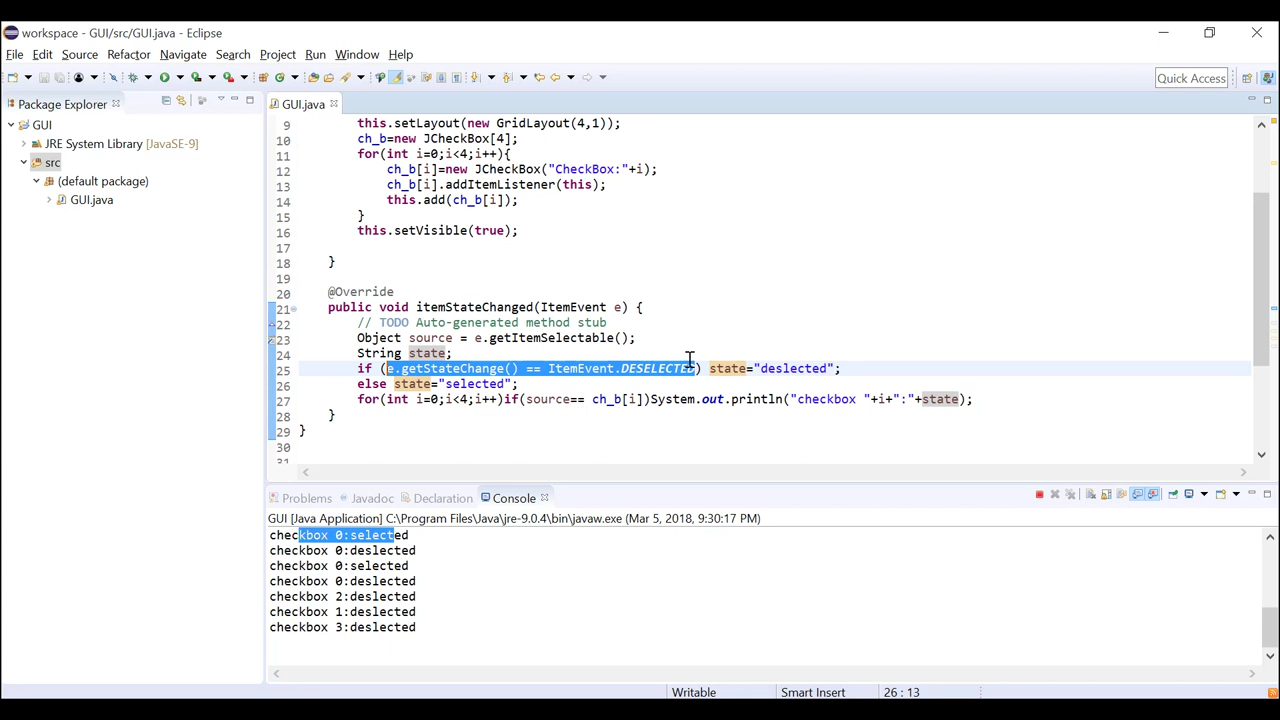 workspace - GUI/src/GUI.java - Eclipse
File Edit Source Refactor Navigate Search Project Run Window Help
Quick Access
Package Explorer
GUI
JRE System Library [JavaSE-9]
src
(default package)
GUI.java
GUI.java
9 this.setLayout(new GridLayout(4,1));
10 ch_b=new JCheckBox[4];
11 for(int i=0;i<4;i++){
12 ch_b[i]=new JCheckBox("CheckBox:"+i);
13 ch_b[i].addItemListener(this);
14 this.add(ch_b[i]);
15 }
16 this.setVisible(true);
17
18 }
19
20 @Override
21 public void itemStateChanged(ItemEvent e) {
22 // TODO Auto-generated method stub
23 Object source = e.getItemSelectable();
24 String state;
25 if (e.getStateChange() == ItemEvent.DESELECTED) state="deslected";
26 else state="selected";
27 for(int i=0;i<4;i++)if(source== ch_b[i])System.out.println("checkbox "+i+":"+state);
28 }
29 }
30
31
Problems Javadoc Declaration Console
GUI [Java Application] C:\Program Files\Java\jre-9.0.4\bin\javaw.exe (Mar 5, 2018, 9:30:17 PM)
checkbox 0:selected
checkbox 0:deslected
checkbox 0:selected
checkbox 0:deslected
checkbox 2:deslected
checkbox 1:deslected
checkbox 3:deslected
Writable Smart Insert 26 : 13